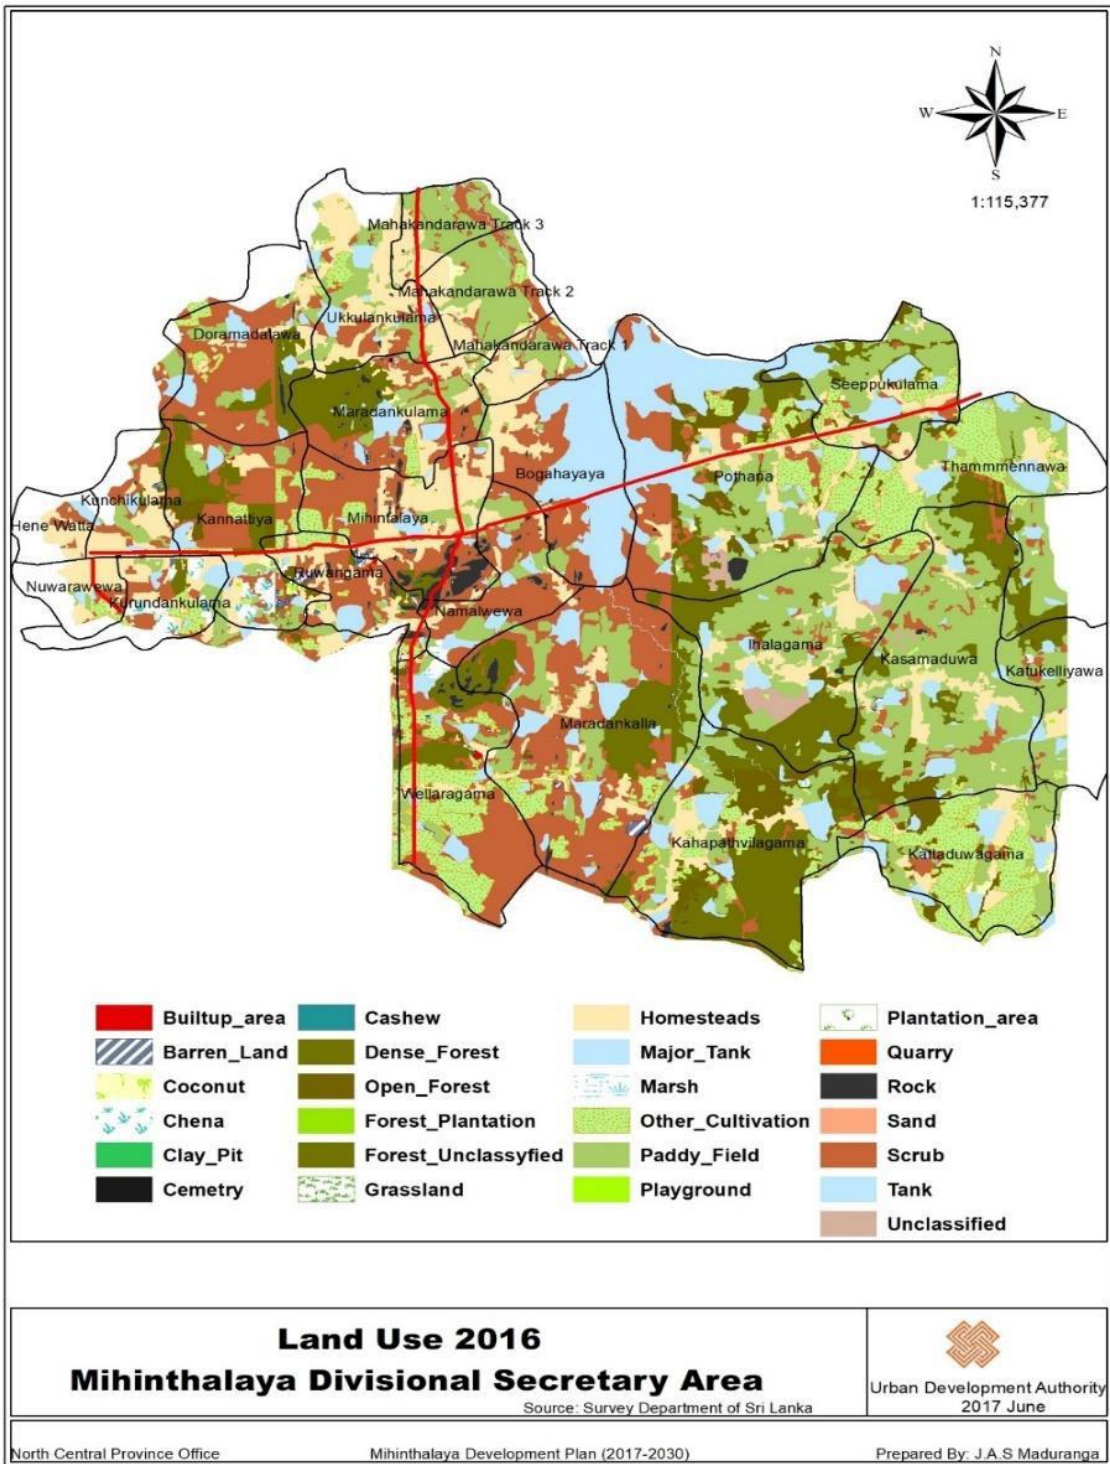 N
W E
S
1:115,377
Mahakandarawa Track 3
Mahakandarawa Track 2
Ukkulankulama
Doramadalawa
Mahakandarawa Track 1
Seeppukulama
Maradankulama
Bogahayaya
Pothana
Thammmennawa
Kunchikulama
Hene Watta
Kannattiya
Mihintalaya
Ruwangama
Nuwarawewa
Kurundankulama
Namalwewa
Ihalagama
Kasamaduwa
Katukelliyawa
Maradankalla
Wellaragama
Kahapathvilagama
Kattaduwagama
Builtup_area Cashew Homesteads Plantation_area
Barren_Land Dense_Forest Major_Tank Quarry
Coconut Open_Forest Marsh Rock
Chena Forest_Plantation Other_Cultivation Sand
Clay_Pit Forest_Unclassyfied Paddy_Field Scrub
Cemetry Grassland Playground Tank
Unclassified
Land Use 2016
Mihinthalaya Divisional Secretary Area
Source: Survey Department of Sri Lanka
Urban Development Authority
2017 June
North Central Province Office Mihinthalaya Development Plan (2017-2030) Prepared By: J.A.S Maduranga